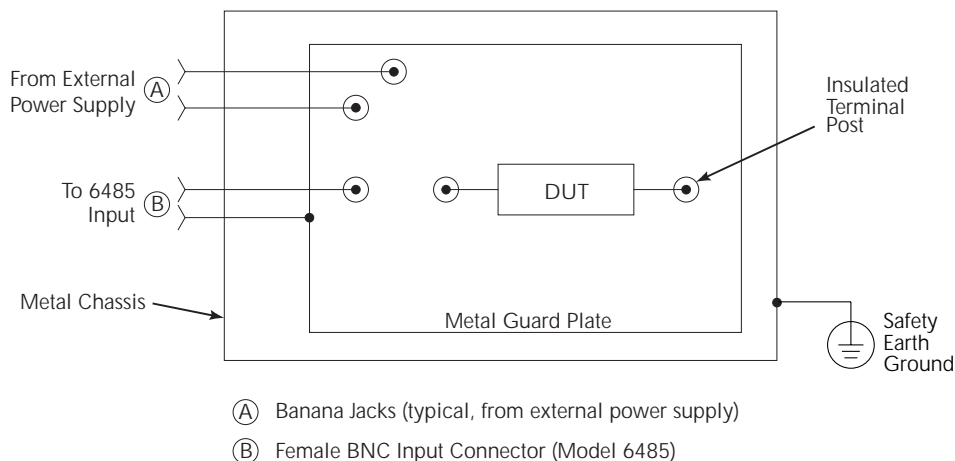 From External
Power Supply
A
Insulated
Terminal
Post
To 6485
Input
B
DUT
Metal Chassis
Metal Guard Plate
Safety
Earth
Ground
A Banana Jacks (typical, from external power supply)
B Female BNC Input Connector (Model 6485)